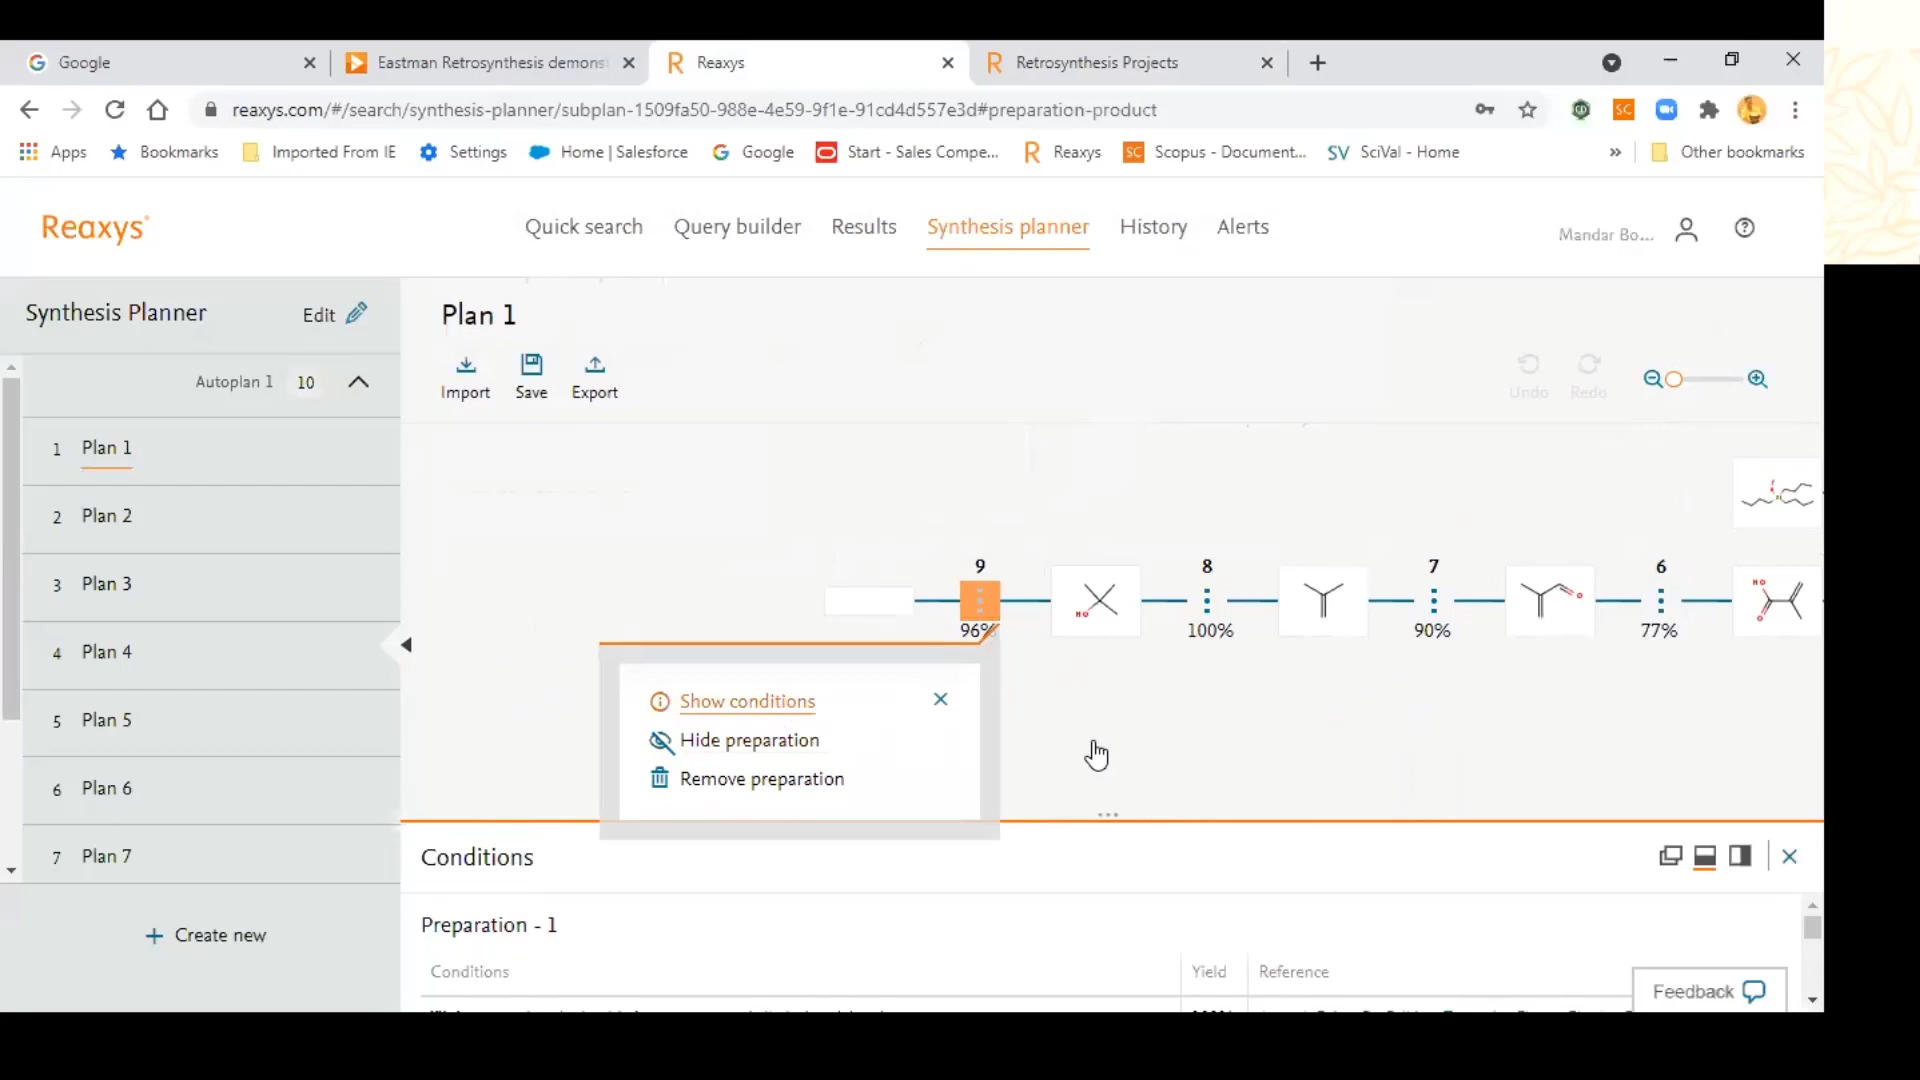 Google
Eastman Retrosynthesis demons
Reaxys
Retrosynthesis Projects
reaxys.com/#/search/synthesis-planner/subplan-1509fa50-988e-4e59-9f1e-91cd4d557e3d#preparation-product
Apps
Bookmarks
Imported From IE
Settings
Home | Salesforce
Google
Start - Sales Compe...
Reaxys
SC
Scopus - Document...
SV
SciVal - Home
»
Other bookmarks
Reaxys
Quick search
Query builder
Results
Synthesis planner
History
Alerts
Mandar Bo...
Synthesis Planner
Edit
Autoplan 1
10
1 Plan 1
2 Plan 2
3 Plan 3
4 Plan 4
5 Plan 5
6 Plan 6
7 Plan 7
+ Create new
Plan 1
Import
Save
Export
Undo
Redo
9
8
7
6
HO
HO
96%
100%
90%
77%
Show conditions
Hide preparation
Remove preparation
Conditions
Preparation - 1
Conditions
Yield
Reference
Feedback